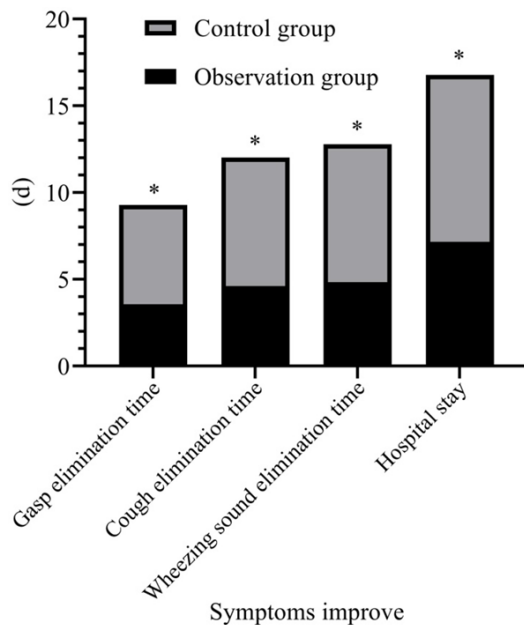 20
15
10
5
0
(d)
Control group
Observation group
*
*
*
*
Gasp elimination time
Cough elimination time
Wheezing sound elimination time
Hospital stay
Symptoms improve